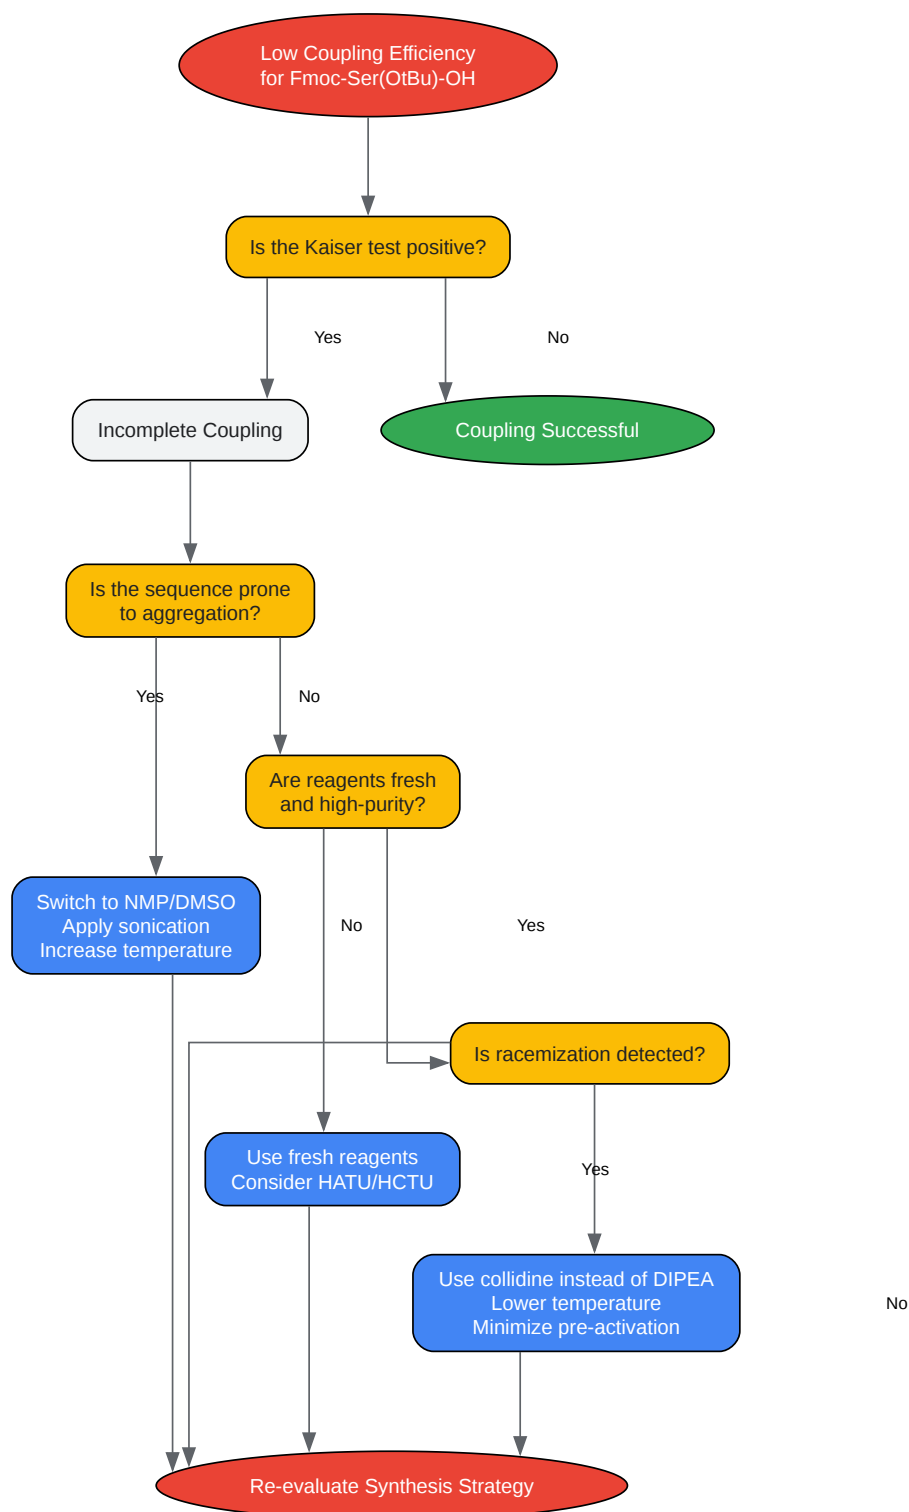 Low Coupling Efficiency
for Fmoc-Ser(OtBu)-OH
Is the Kaiser test positive?
Yes
No
Incomplete Coupling
Coupling Successful
Is the sequence prone
to aggregation?
Yes
No
Are reagents fresh
and high-purity?
Switch to NMP/DMSO
Apply sonication
Increase temperature
No
Yes
Is racemization detected?
Use fresh reagents
Consider HATU/HCTU
Yes
Use collidine instead of DIPEA
Lower temperature
Minimize pre-activation
No
Re-evaluate Synthesis Strategy